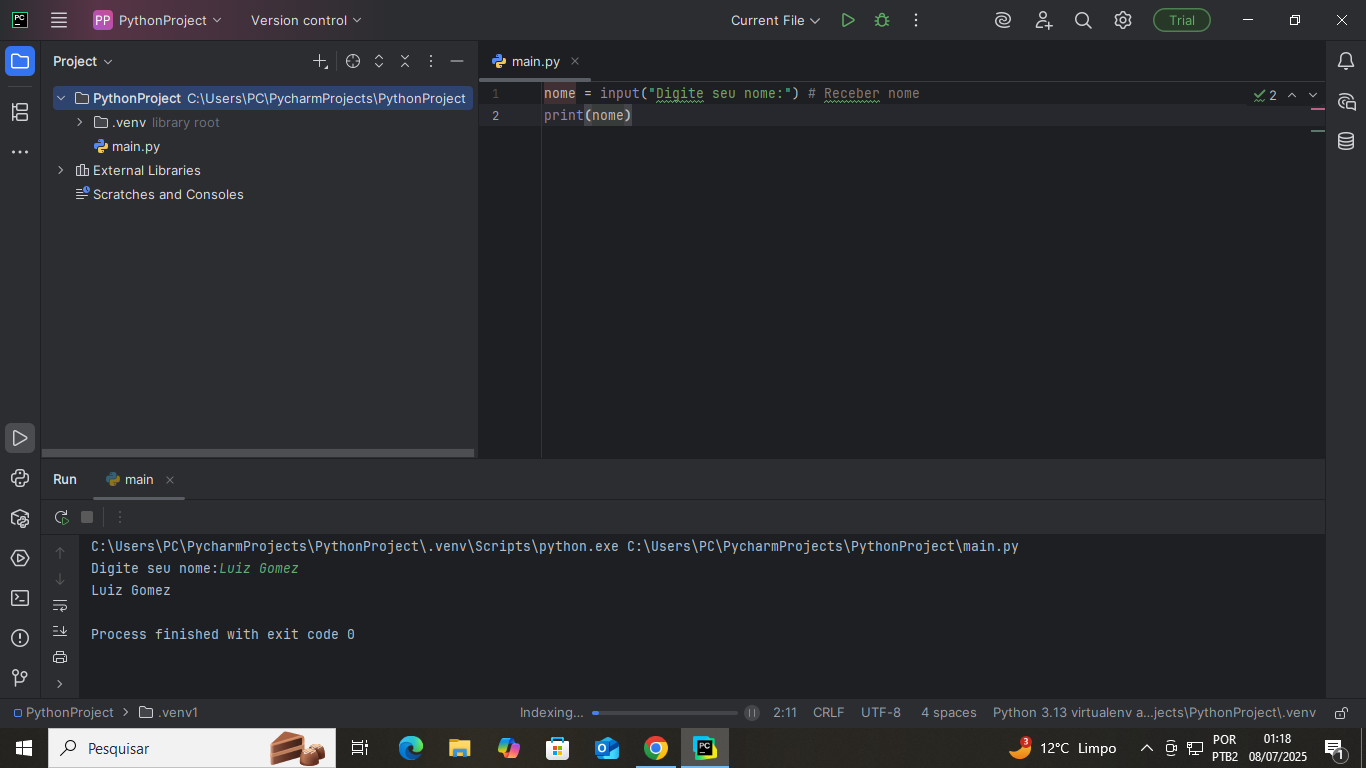 PP PythonProject Version control Current File Trial
Project
main.py
PythonProject C:\Users\PC\PycharmProjects\PythonProject
.venv library root
main.py
External Libraries
Scratches and Consoles
1 nome = input("Digite seu nome:") # Receber nome
2 print(nome)
2
Run main
C:\Users\PC\PycharmProjects\PythonProject\.venv\Scripts\python.exe C:\Users\PC\PycharmProjects\PythonProject\main.py
Digite seu nome:Luiz Gomez
Luiz Gomez
Process finished with exit code 0
PythonProject .venv1 Indexing... 2:11 CRLF UTF-8 4 spaces Python 3.13 virtualenv a...jects\PythonProject\.venv
Pesquisar
PC
3
12°C Limpo
POR
PTB2
01:18
08/07/2025
1